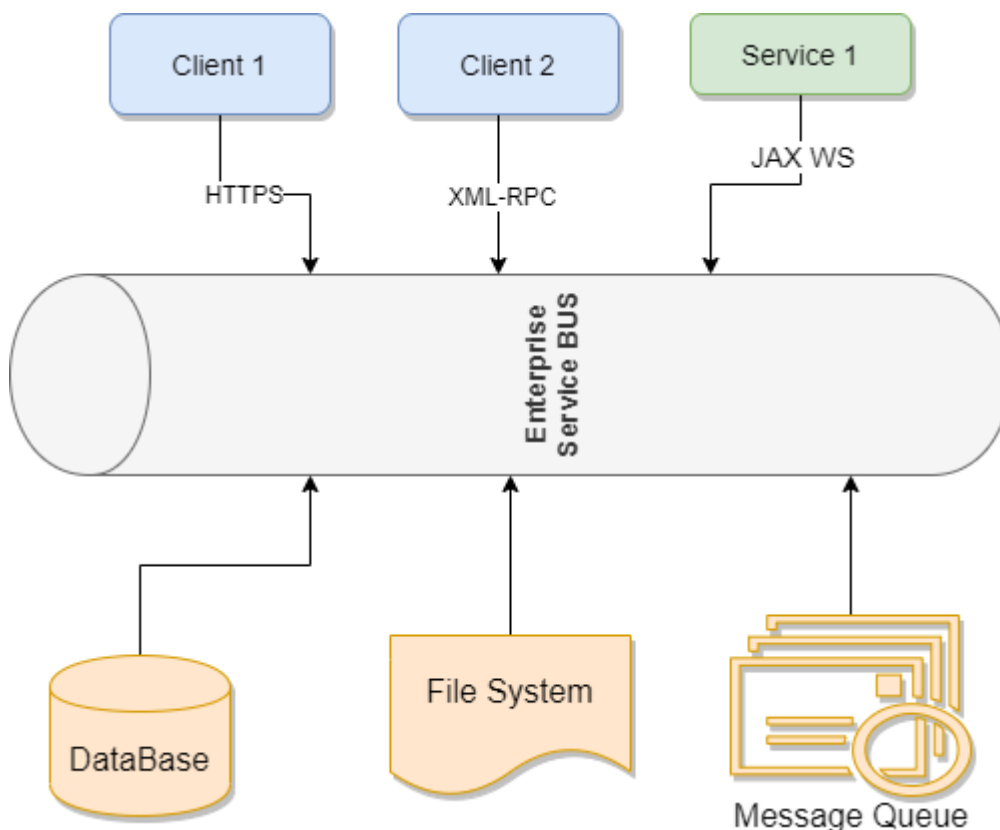 Client 1
Client 2
Service 1
HTTPS
XML-RPC
JAX WS
Enterprise
Service BUS
DataBase
File System
Message Queue